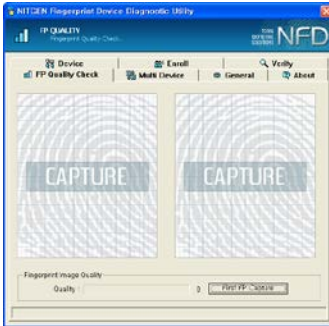 NITGEN Fingerprint Device Diagnostic Utility
FP QUALITY
Fingerprint Quality Check.
NFD
Device Enroll Verify
FP Quality Check Multi Device General About
CAPTURE CAPTURE
Fingerprint Image Quality
Quality : 0 First FP Capture